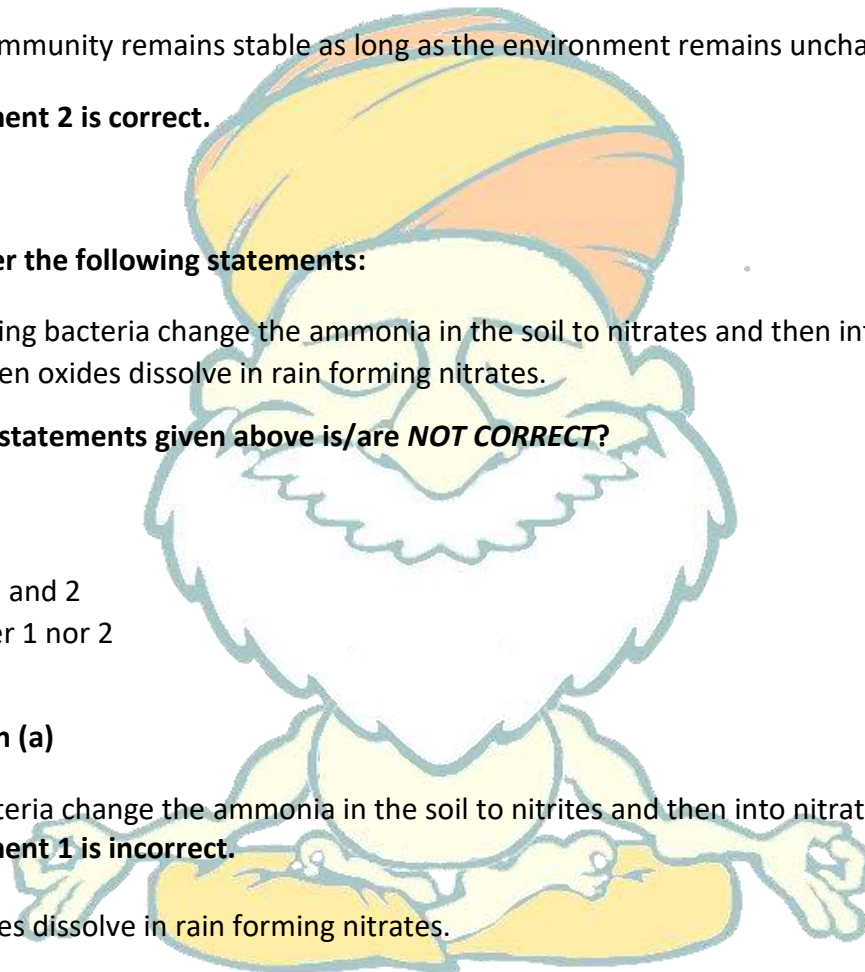 mmunity remains stable as long as the environment remains uncha
ent 2 is correct.
er the following statements:
ing bacteria change the ammonia in the soil to nitrates and then in
en oxides dissolve in rain forming nitrates.
statements given above is/are NOT CORRECT?
and 2
er 1 nor 2
n (a)
teria change the ammonia in the soil to nitrites and then into nitrat
ent 1 is incorrect.
es dissolve in rain forming nitrates.